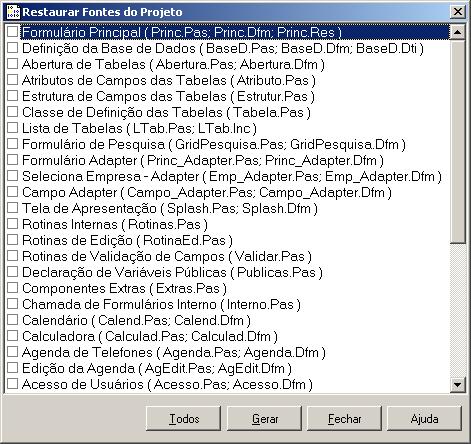 Restaurar Fontes do Projeto
Formulário Principal ( Princ.Pas; Princ.Dfm; Princ.Res )
Definição da Base de Dados ( BaseD.Pas; BaseD.Dfm; BaseD.Dti )
Abertura de Tabelas ( Abertura.Pas; Abertura.Dfm )
Atributos de Campos das Tabelas ( Atributo.Pas )
Estrutura de Campos das Tabelas ( Estrutur.Pas )
Classe de Definição das Tabelas ( Tabela.Pas )
Lista de Tabelas ( LTab.Pas; LTab.Inc )
Formulário de Pesquisa ( GridPesquisa.Pas; GridPesquisa.Dfm )
Formulário Adapter ( Princ_Adapter.Pas; Princ_Adapter.Dfm )
Seleciona Empresa - Adapter ( Emp_Adapter.Pas; Emp_Adapter.Dfm )
Campo Adapter ( Campo_Adapter.Pas; Campo_Adapter.Dfm )
Tela de Apresentação ( Splash.Pas; Splash.Dfm )
Rotinas Internas ( Rotinas.Pas )
Rotinas de Edição ( RotinaEd.Pas )
Rotinas de Validação de Campos ( Validar.Pas )
Declaração de Variáveis Públicas ( Publicas.Pas )
Componentes Extras ( Extras.Pas )
Chamada de Formulários Interno ( Interno.Pas )
Calendário ( Calend.Pas; Calend.Dfm )
Calculadora ( Calculad.Pas; Calculad.Dfm )
Agenda de Telefones ( Agenda.Pas; Agenda.Dfm )
Edição da Agenda ( AgEdit.Pas; AgEdit.Dfm )
Acesso de Usuários ( Acesso.Pas; Acesso.Dfm )
Todos Gerar Fechar Ajuda